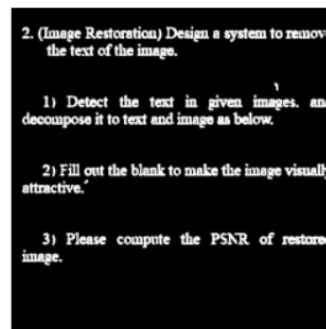 2. (Image Restoration) Design a system to remov
the text of the image.
1) Detect the text in given images. an
decompose it to text and image as below.
2) Fill out the blank to make the image visually
attractive.
3) Please compute the PSNR of restore
image.